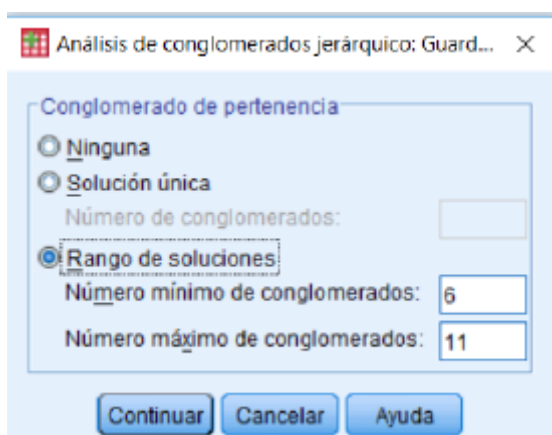 Análisis de conglomerados jerárquico: Guard...
Conglomerado de pertenencia
Ninguna
Solución única
Número de conglomerados:
Rango de soluciones
Número mínimo de conglomerados: 6
Número máximo de conglomerados: 11
Continuar Cancelar Ayuda